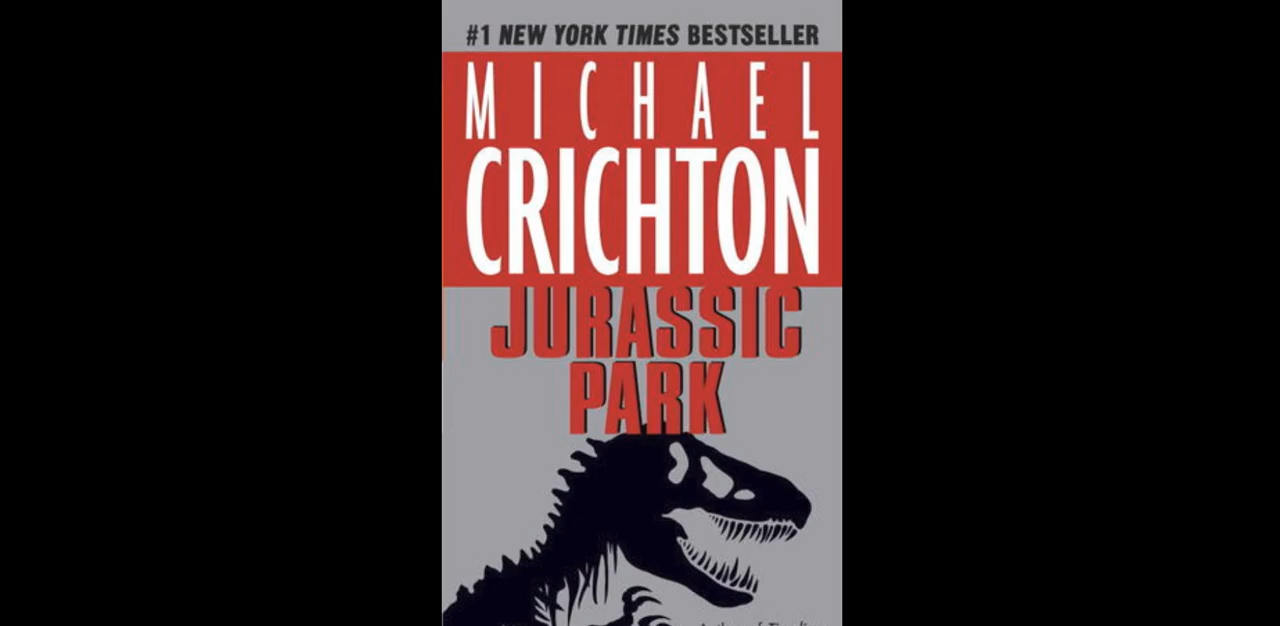 #1 NEW YORK TIMES BESTSELLER
MICHAEL
CRICHTON
JURASSIC
PARK